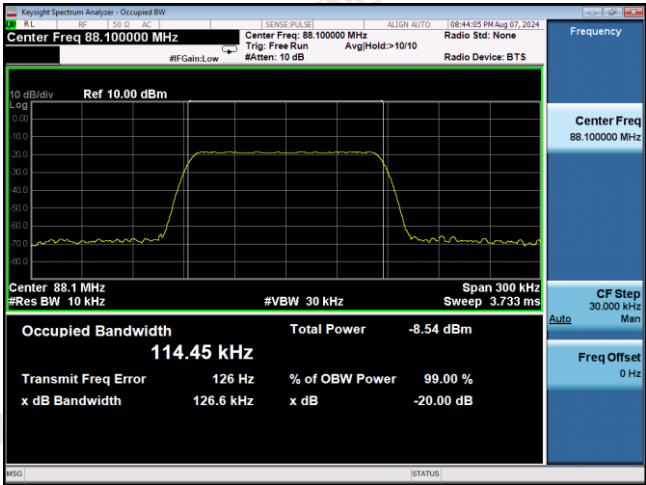 Keysight Spectrum Analyzer - Occupied BW
RL RF 50 Ω AC SENSE:PULSE ALIGN AUTO 08:44:05 PM Aug 07, 2024
Center Freq 88.100000 MHz
Center Freq: 88.100000 MHz
Radio Std: None
Trig: Free Run Avg|Hold:>10/10
#IFGain:Low
#Atten: 10 dB
Radio Device: BTS
10 dB/div Ref 10.00 dBm
Log
0.00
-10.0
-20.0
-30.0
-40.0
-50.0
-60.0
-70.0
-80.0
Center 88.1 MHz Span 300 kHz
#Res BW 10 kHz #VBW 30 kHz Sweep 3.733 ms
Occupied Bandwidth Total Power -8.54 dBm
114.45 kHz
Transmit Freq Error 126 Hz % of OBW Power 99.00 %
x dB Bandwidth 126.6 kHz x dB -20.00 dB
MSG STATUS
Frequency
Center Freq
88.100000 MHz
CF Step
30.000 kHz
Auto Man
Freq Offset
0 Hz